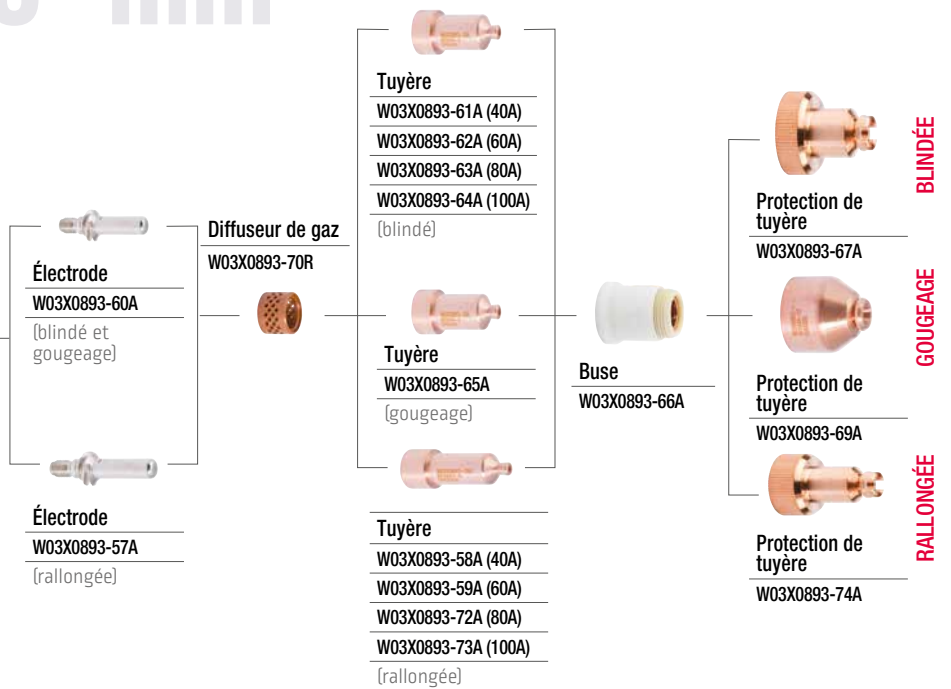 Électrode
W03X0893-60A
(blindé et
gougeage)
Électrode
W03X0893-57A
(rallongée)
Diffuseur de gaz
W03X0893-70R
Tuyère
W03X0893-61A (40A)
W03X0893-62A (60A)
W03X0893-63A (80A)
W03X0893-64A (100A)
(blindé)
Tuyère
W03X0893-65A
(gougeage)
Tuyère
W03X0893-58A (40A)
W03X0893-59A (60A)
W03X0893-72A (80A)
W03X0893-73A (100A)
(rallongée)
Buse
W03X0893-66A
Protection de
tuyère
W03X0893-67A
BLINDÉE
Protection de
tuyère
W03X0893-69A
GOUGEAGE
Protection de
tuyère
W03X0893-74A
RALLONGÉE